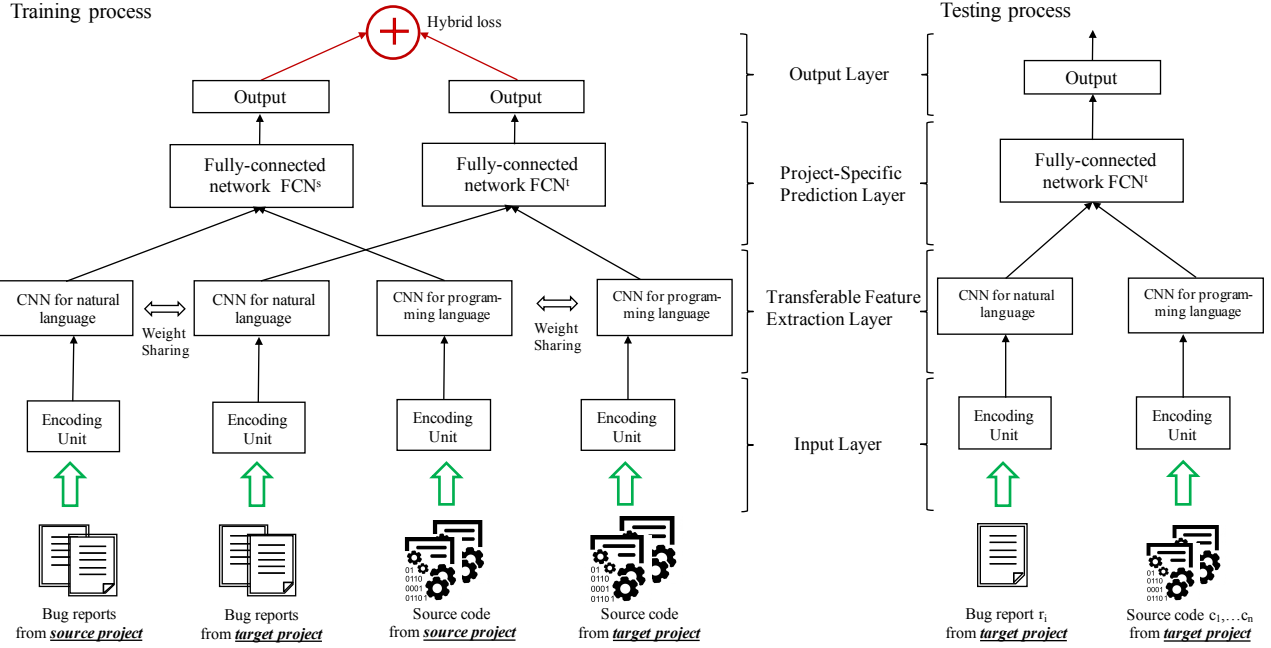 Training process
Testing process
Hybrid loss
Output
Output
Output Layer
Output
Fully-connected
network FCNˢ
Fully-connected
network FCNᵗ
Project-Specific
Prediction Layer
Fully-connected
network FCNᵗ
CNN for natural
language
Weight
Sharing
CNN for natural
language
CNN for program-
ming language
Weight
Sharing
CNN for program-
ming language
Transferable Feature
Extraction Layer
CNN for natural
language
CNN for program-
ming language
Encoding
Unit
Encoding
Unit
Encoding
Unit
Encoding
Unit
Input Layer
Encoding
Unit
Encoding
Unit
01
0110
0001
01101
01
0110
0001
01101
01
0110
0001
01101
Bug reports
from source project
Bug reports
from target project
Source code
from source project
Source code
from target project
Bug report rᵢ
from target project
Source code c₁,…cₙ
from target project